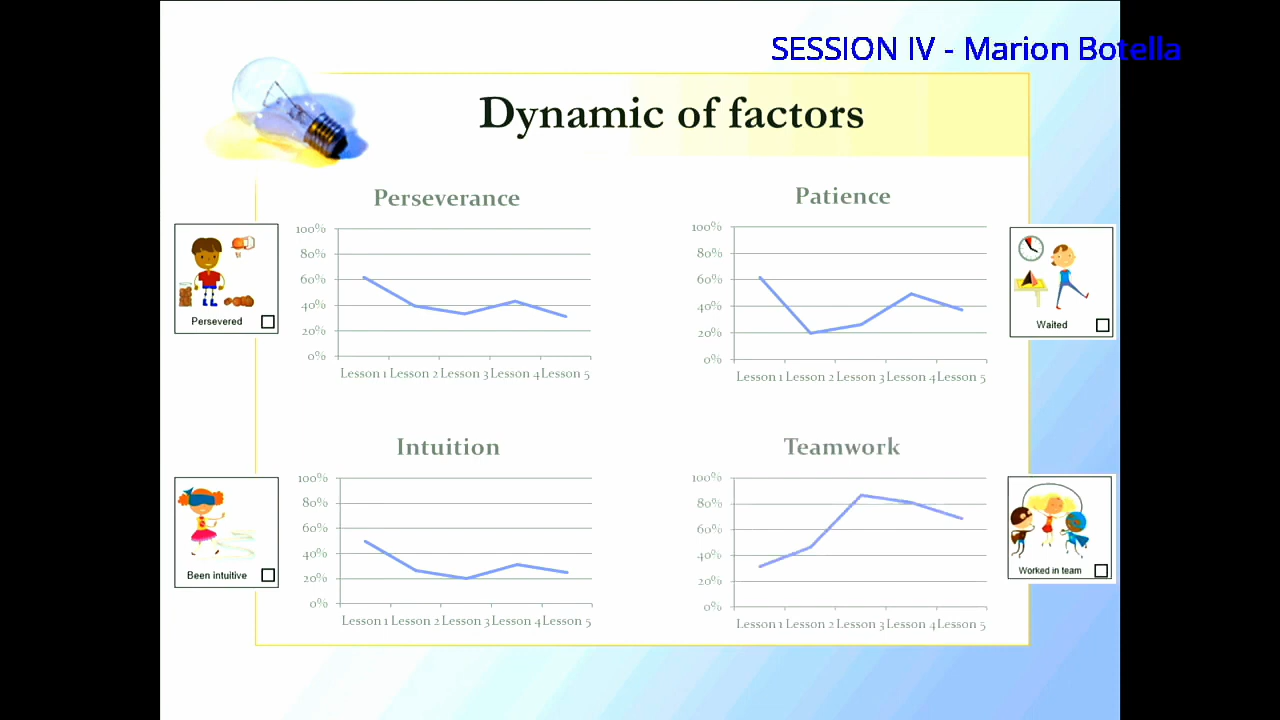 SESSION IV - Marion Botella
Dynamic of factors
Perseverance
100%
80%
60%
40%
20%
0%
Lesson 1 Lesson 2 Lesson 3 Lesson 4 Lesson 5
Persevered
Patience
100%
80%
60%
40%
20%
0%
Lesson 1 Lesson 2 Lesson 3 Lesson 4 Lesson 5
Waited
Intuition
100%
80%
60%
40%
20%
0%
Lesson 1 Lesson 2 Lesson 3 Lesson 4 Lesson 5
Been intuitive
Teamwork
100%
80%
60%
40%
20%
0%
Lesson 1 Lesson 2 Lesson 3 Lesson 4 Lesson 5
Worked in team